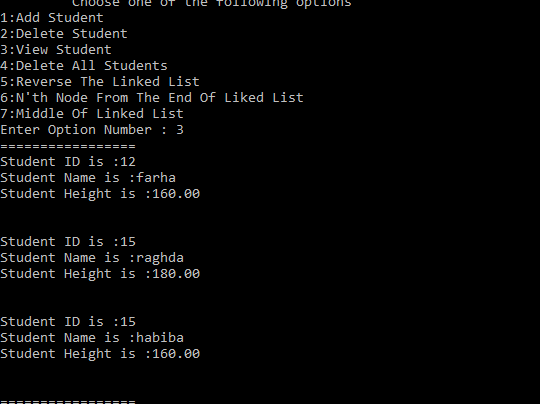 Choose one of the following options
1:Add Student
2:Delete Student
3:View Student
4:Delete All Students
5:Reverse The Linked List
6:N'th Node From The End Of Liked List
7:Middle Of Linked List
Enter Option Number : 3
=================
Student ID is :12
Student Name is :farha
Student Height is :160.00
Student ID is :15
Student Name is :raghda
Student Height is :180.00
Student ID is :15
Student Name is :habiba
Student Height is :160.00
=================